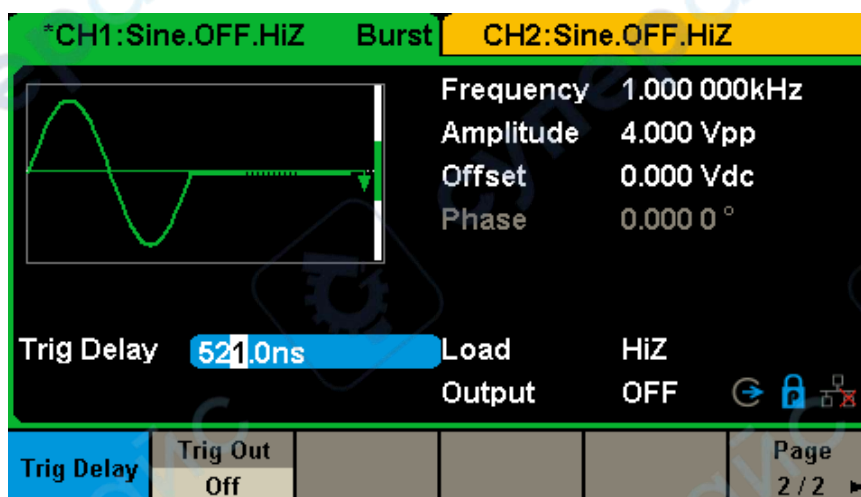 *CH1:Sine.OFF.HiZ Burst CH2:Sine.OFF.HiZ
Frequency 1.000 000kHz
Amplitude 4.000 Vpp
Offset 0.000 Vdc
Phase 0.000 0 °
Trig Delay 521.0ns Load HiZ
Output OFF P
Trig Delay Trig Out Off Page 2 / 2